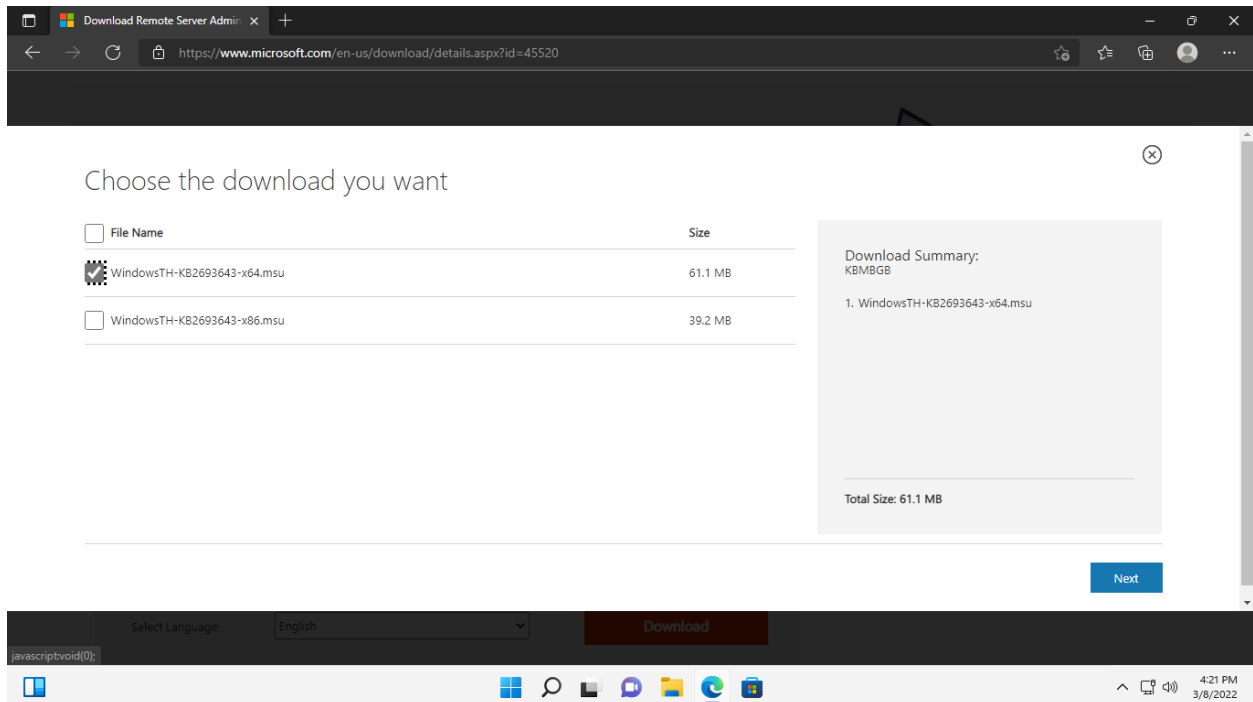 Download Remote Server Admin
https://www.microsoft.com/en-us/download/details.aspx?id=45520
Choose the download you want
File Name Size
WindowsTH-KB2693643-x64.msu 61.1 MB
WindowsTH-KB2693643-x86.msu 39.2 MB
Download Summary:
KBMBGB
1. WindowsTH-KB2693643-x64.msu
Total Size: 61.1 MB
Next
Select Language: English Download
javascript:void(0);
4:21 PM
3/8/2022